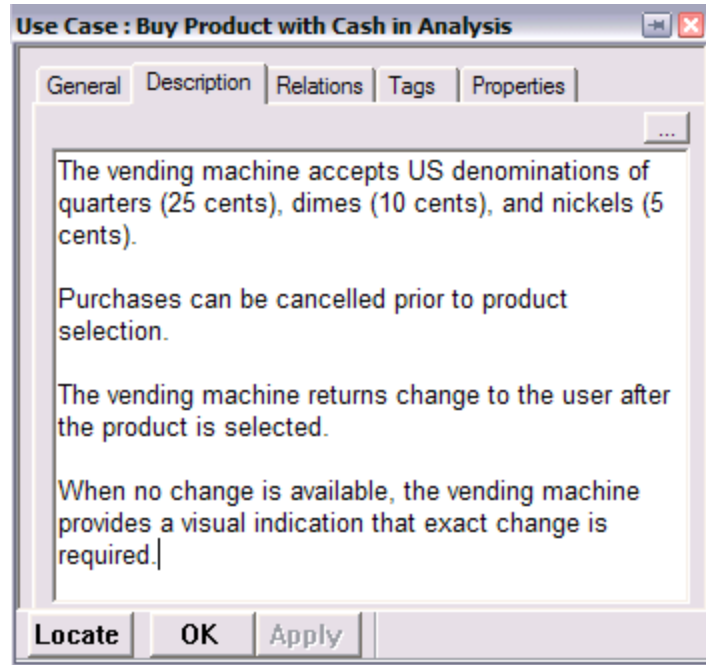 Use Case : Buy Product with Cash in Analysis
General Description Relations Tags Properties
...
The vending machine accepts US denominations of
quarters (25 cents), dimes (10 cents), and nickels (5
cents).
Purchases can be cancelled prior to product
selection.
The vending machine returns change to the user after
the product is selected.
When no change is available, the vending machine
provides a visual indication that exact change is
required.
Locate OK Apply